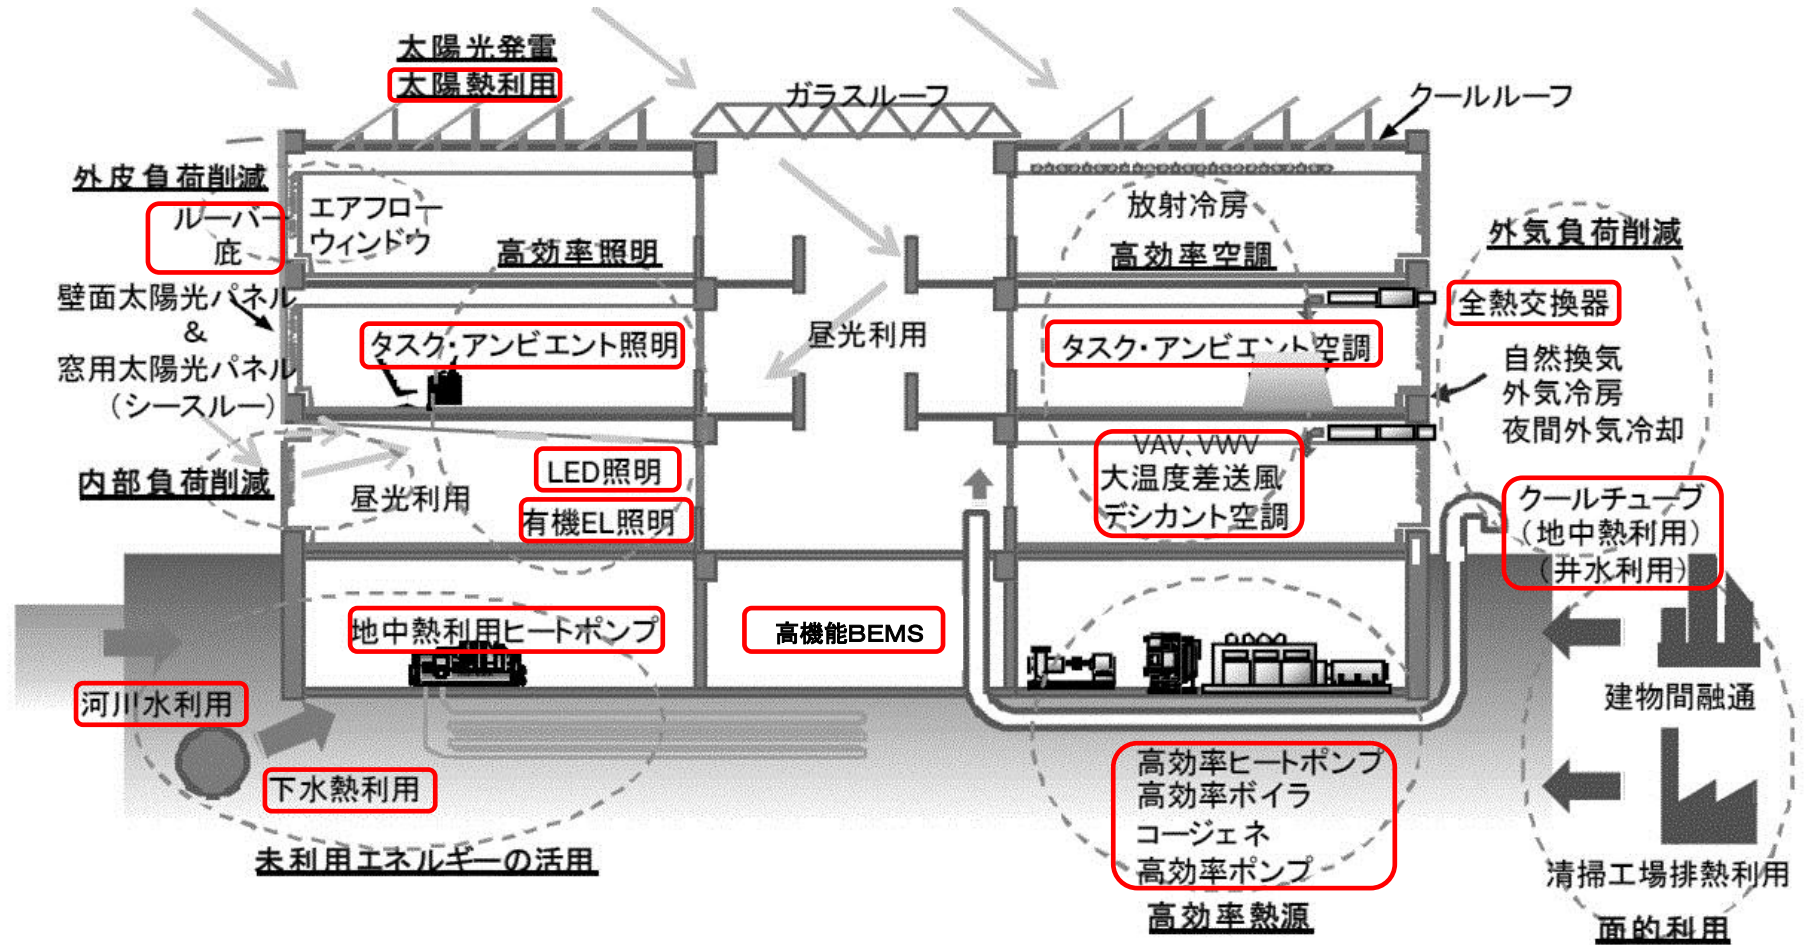 太陽光発電
太陽熱利用
ガラスルーフ
クールルーフ
外皮負荷削減
ルーバー
庇
エアフロー
ウィンドウ
高効率照明
放射冷房
高効率空調
外気負荷削減
壁面太陽光パネル
&
窓用太陽光パネル
（シースルー）
タスク・アンビエント照明
昼光利用
タスク・アンビエント空調
全熱交換器
自然換気
外気冷房
夜間外気冷却
内部負荷削減
昼光利用
LED照明
有機EL照明
VAV、VWV
大温度差送風
デシカント空調
クールチューブ
（地中熱利用）
（井水利用）
地中熱利用ヒートポンプ
高機能BEMS
河川水利用
下水熱利用
未利用エネルギーの活用
高効率ヒートポンプ
高効率ボイラ
コージェネ
高効率ポンプ
高効率熱源
建物間融通
清掃工場排熱利用
面的利用